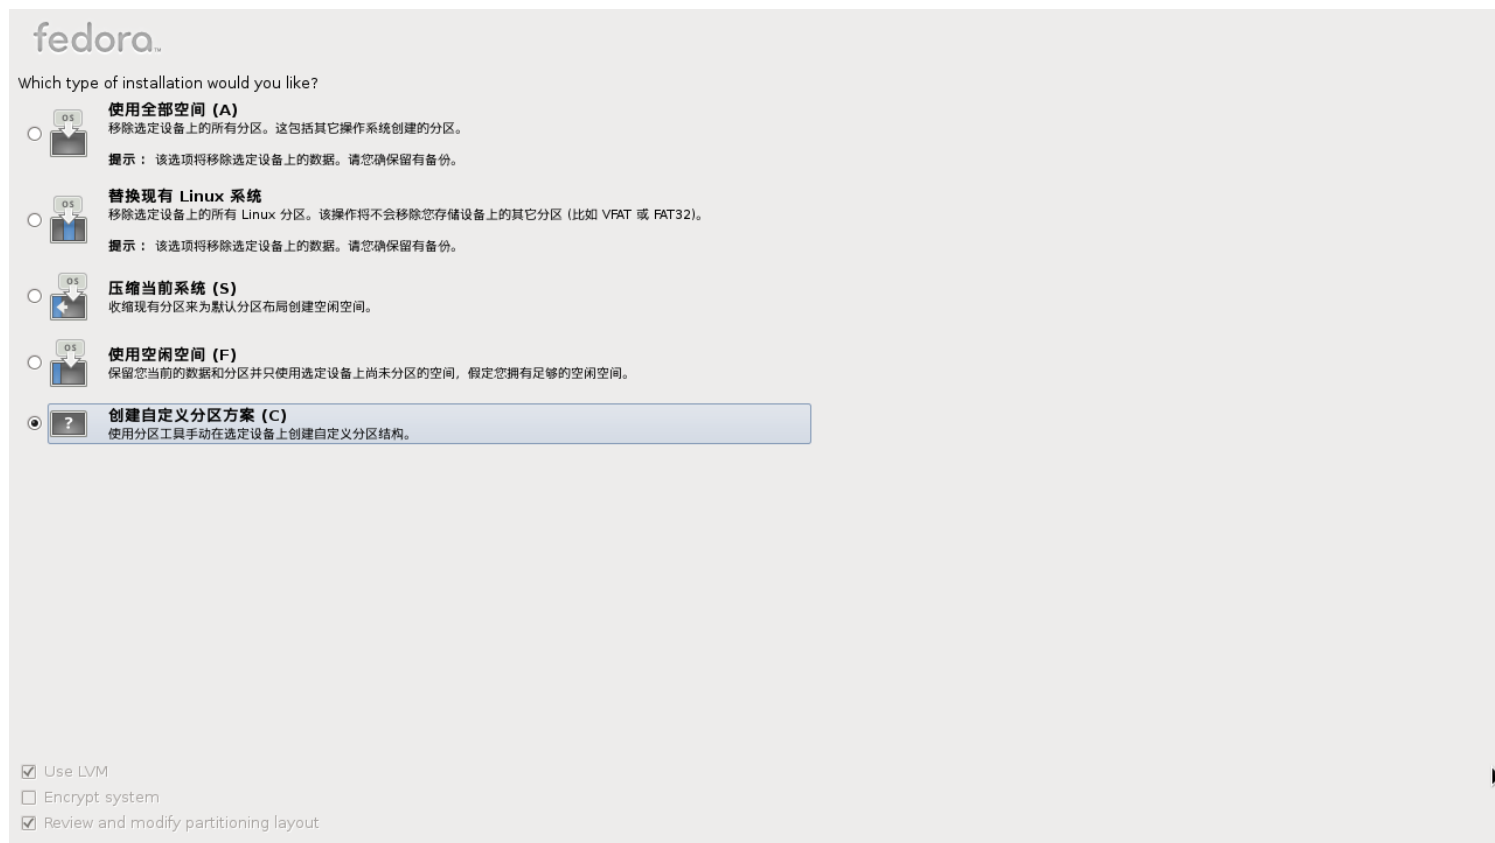 fedora™
Which type of installation would you like?
OS
使用全部空间 (A)
移除选定设备上的所有分区。这包括其它操作系统创建的分区。
提示： 该选项将移除选定设备上的数据。请您确保留有备份。
OS
替换现有 Linux 系统
移除选定设备上的所有 Linux 分区。该操作将不会移除您存储设备上的其它分区 (比如 VFAT 或 FAT32)。
提示： 该选项将移除选定设备上的数据。请您确保留有备份。
OS
压缩当前系统 (S)
收缩现有分区来为默认分区布局创建空闲空间。
OS
使用空闲空间 (F)
保留您当前的数据和分区并只使用选定设备上尚未分区的空间，假定您拥有足够的空闲空间。
?
创建自定义分区方案 (C)
使用分区工具手动在选定设备上创建自定义分区结构。
Use LVM
Encrypt system
Review and modify partitioning layout